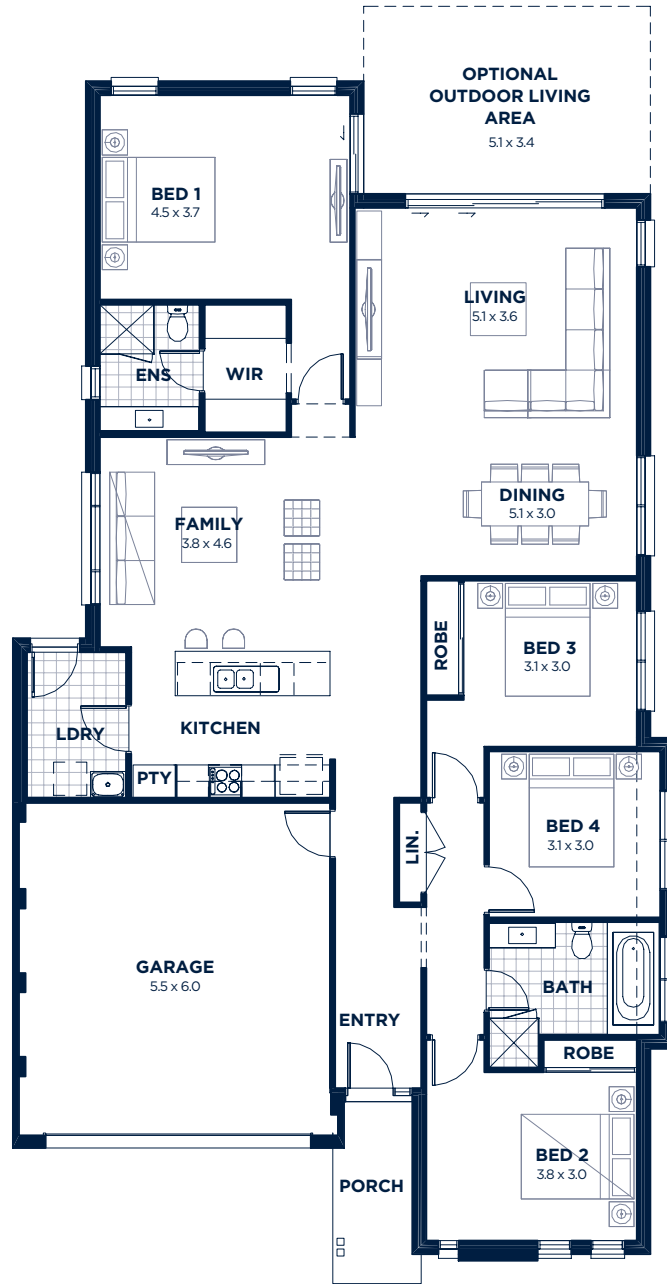 OPTIONAL
OUTDOOR LIVING
AREA
5.1 x 3.4
BED 1
4.5 x 3.7
LIVING
5.1 x 3.6
ENS
WIR
DINING
5.1 x 3.0
FAMILY
3.8 x 4.6
ROBE
BED 3
3.1 x 3.0
KITCHEN
LDRY
PTY
BED 4
3.1 x 3.0
LIN.
GARAGE
5.5 x 6.0
BATH
ENTRY
ROBE
BED 2
3.8 x 3.0
PORCH